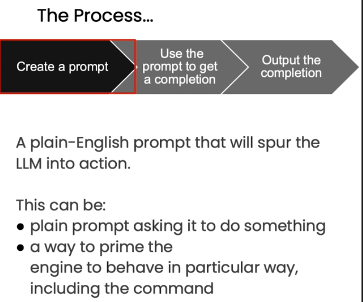 The Process...
Create a prompt
Use the
prompt to get
a completion
Output the
completion
A plain-English prompt that will spur the
LLM into action.
This can be:
● plain prompt asking it to do something
● a way to prime the
engine to behave in particular way,
including the command